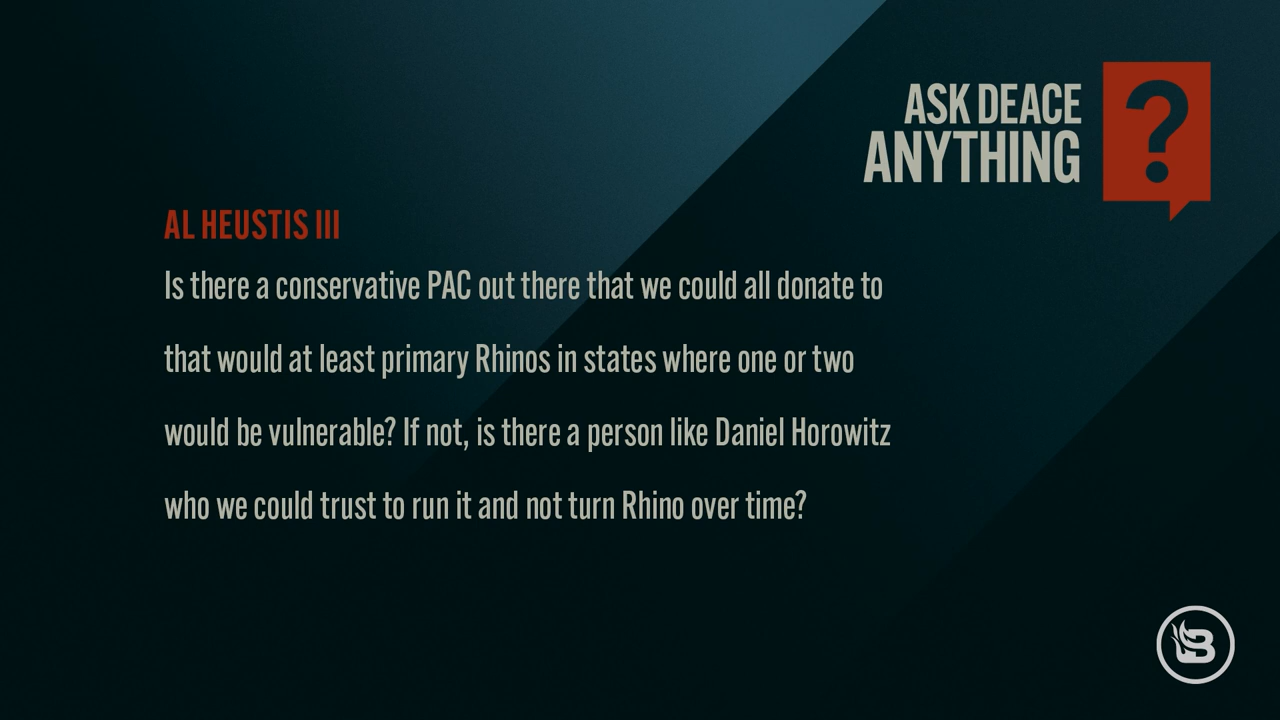 ASK DEACE
ANYTHING
?
AL HEUSTIS III
Is there a conservative PAC out there that we could all donate to
that would at least primary Rhinos in states where one or two
would be vulnerable? If not, is there a person like Daniel Horowitz
who we could trust to run it and not turn Rhino over time?
B